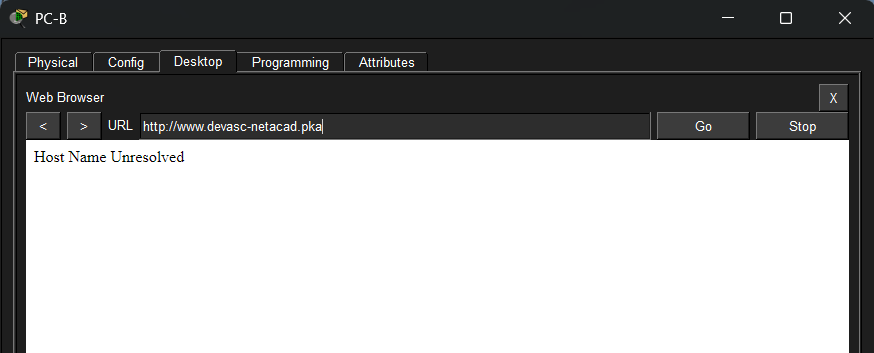 PC-B
Physical Config Desktop Programming Attributes
Web Browser X
< > URL http://www.devasc-netacad.pka Go Stop
Host Name Unresolved